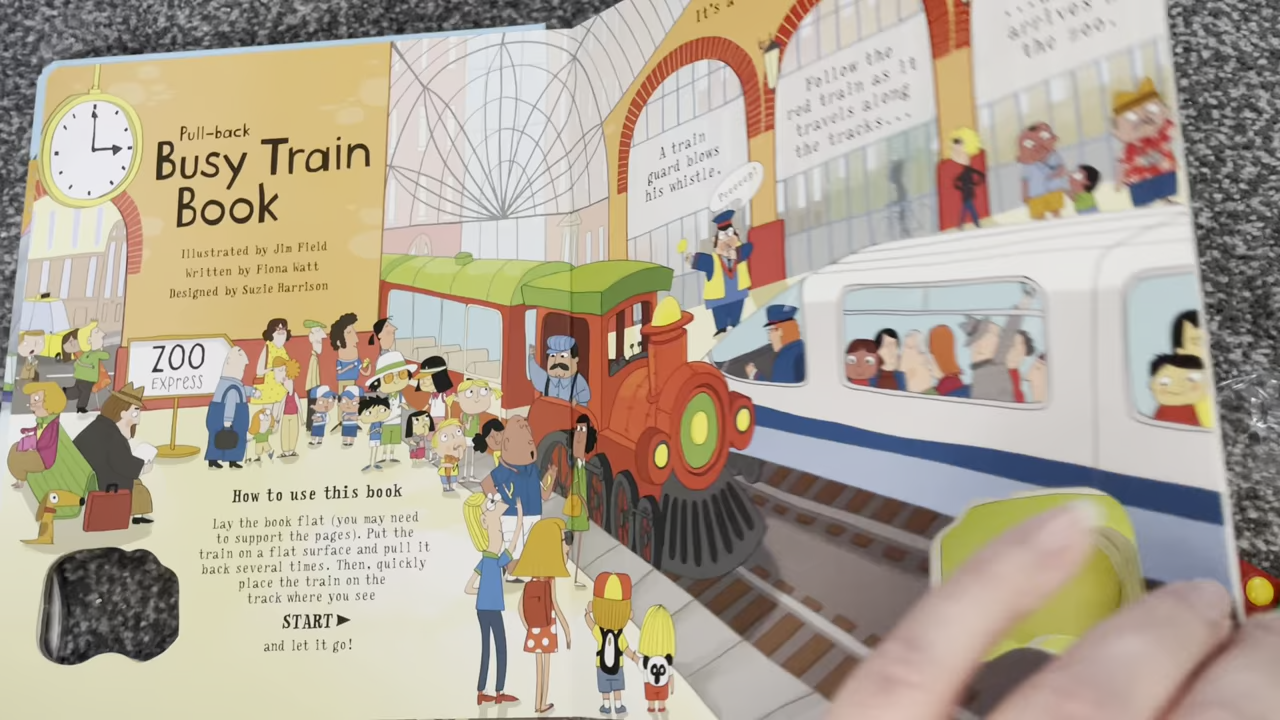 Pull-back
Busy Train
Book
Illustrated by Jim Field
Written by Fiona Watt
Designed by Suzie Harrison
ZOO
EXPRESS
How to use this book
Lay the book flat (you may need
to support the pages). Put the
train on a flat surface and pull it
back several times. Then, quickly
place the train on the
track where you see
START
and let it go!
It's a
A train
guard blows
his whistle.
Peeeeep!
Follow the
red train as it
travels along
the tracks...
the zoo.